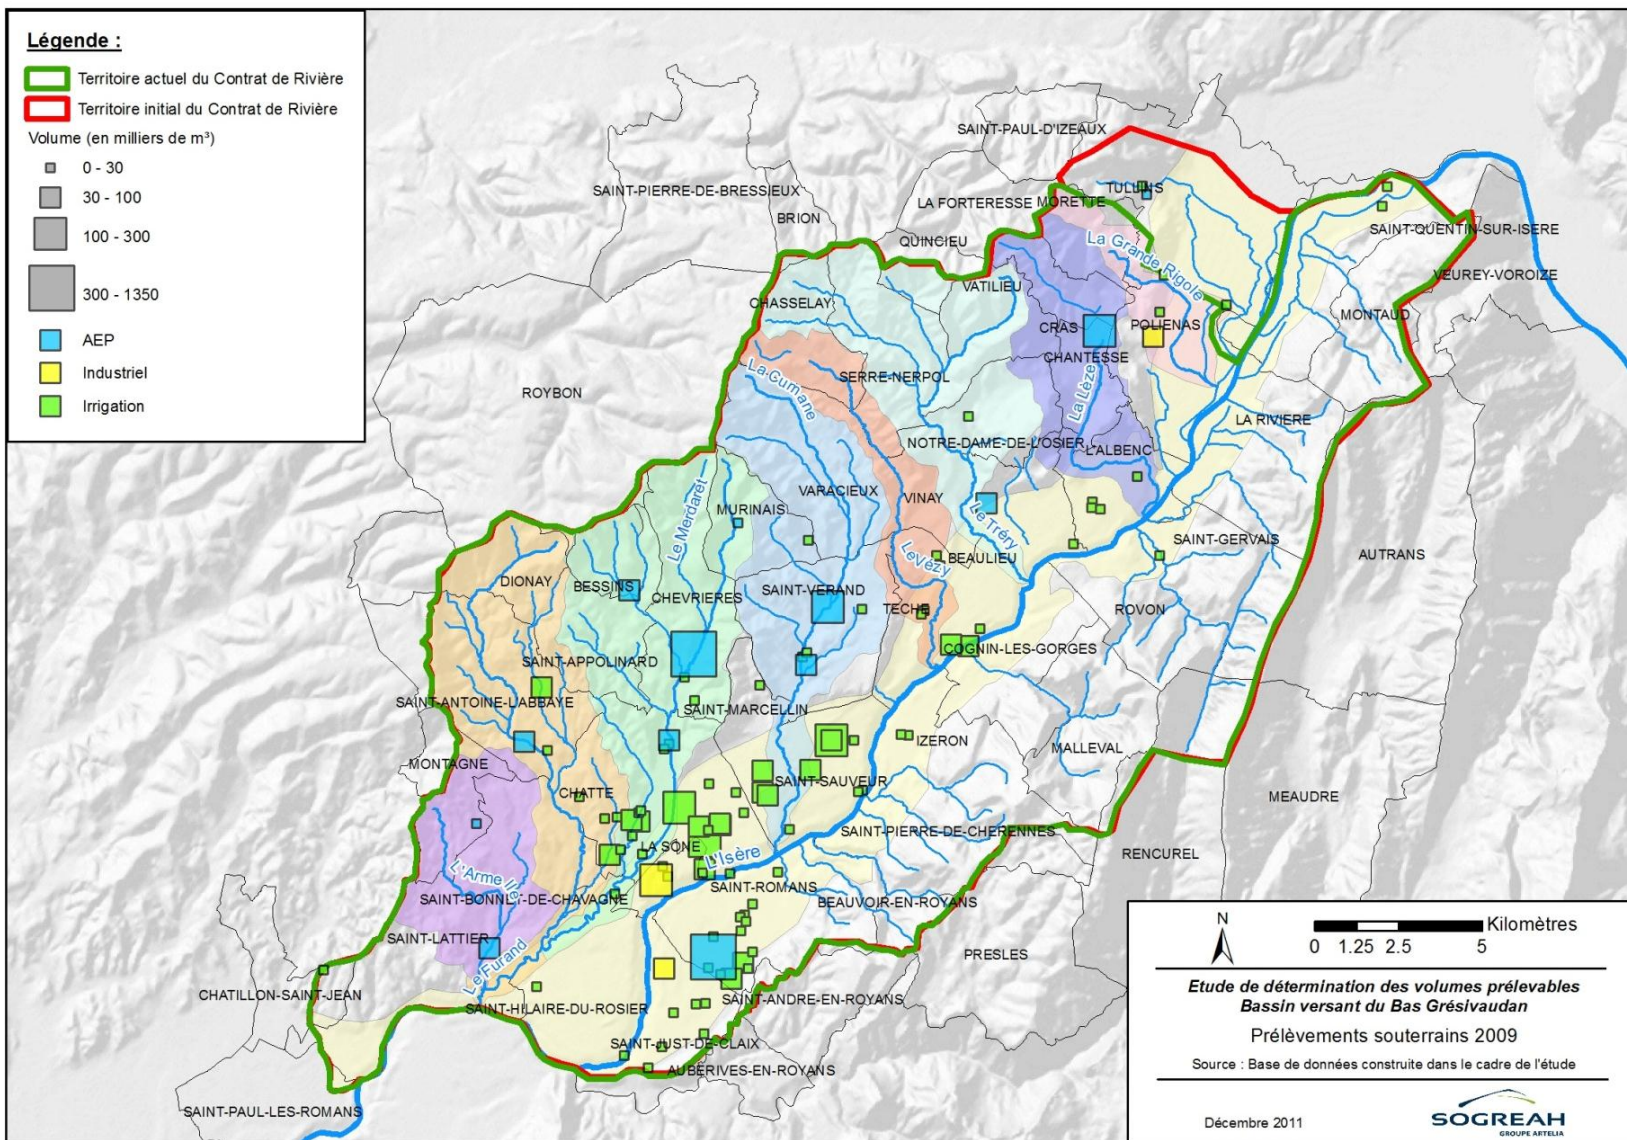 Légende :
Territoire actuel du Contrat de Rivière
Territoire initial du Contrat de Rivière
Volume (en milliers de m³)
0 - 30
30 - 100
100 - 300
300 - 1350
AEP
Industriel
Irrigation
SAINT-PAUL-D'IZEAUX
SAINT-PIERRE-DE-BRESSIEUX
TULLINS
LA FORTERESSE
MORETTE
BRION
QUINCIEU
SAINT-QUENTIN-SUR-ISERE
La Grande Rigole
VEUREY-VOROIZE
VATILIEU
CHASSELAY
MONTAUD
CRAS
POLIENAS
CHANTESSE
SERRE-NERPOL
La Cumane
La Lèze
ROYBON
LA RIVIERE
NOTRE-DAME-DE-L'OSIER
L'ALBENC
VARACIEUX
VINAY
MURINAIS
Le Merdaret
Le Tréry
SAINT-GERVAIS
AUTRANS
BEAULIEU
Le Vézy
DIONAY
BESSINS
CHEVRIERES
SAINT-VERAND
TECHE
ROVON
COGNIN-LES-GORGES
SAINT-APPOLINARD
SAINT-ANTOINE-L'ABBAYE
SAINT-MARCELLIN
IZERON
MALLEVAL
MONTAGNE
SAINT-SAUVEUR
CHATTE
MEAUDRE
SAINT-PIERRE-DE-CHERENNES
LA SONE
L'Isère
RENCUREL
SAINT-ROMANS
L'Armelle
SAINT-BONNET-DE-CHAVAGNE
BEAUVOIR-EN-ROYANS
SAINT-LATTIER
Le Furand
PRESLES
CHATILLON-SAINT-JEAN
SAINT-HILAIRE-DU-ROSIER
SAINT-ANDRE-EN-ROYANS
SAINT-JUST-DE-CLAIX
AUBERIVES-EN-ROYANS
SAINT-PAUL-LES-ROMANS
N
Kilomètres
0 1.25 2.5 5
Etude de détermination des volumes prélevables
Bassin versant du Bas Grésivaudan
Prélèvements souterrains 2009
Source : Base de données construite dans le cadre de l'étude
Décembre 2011
SOGREAH
GROUPE ARTELIA